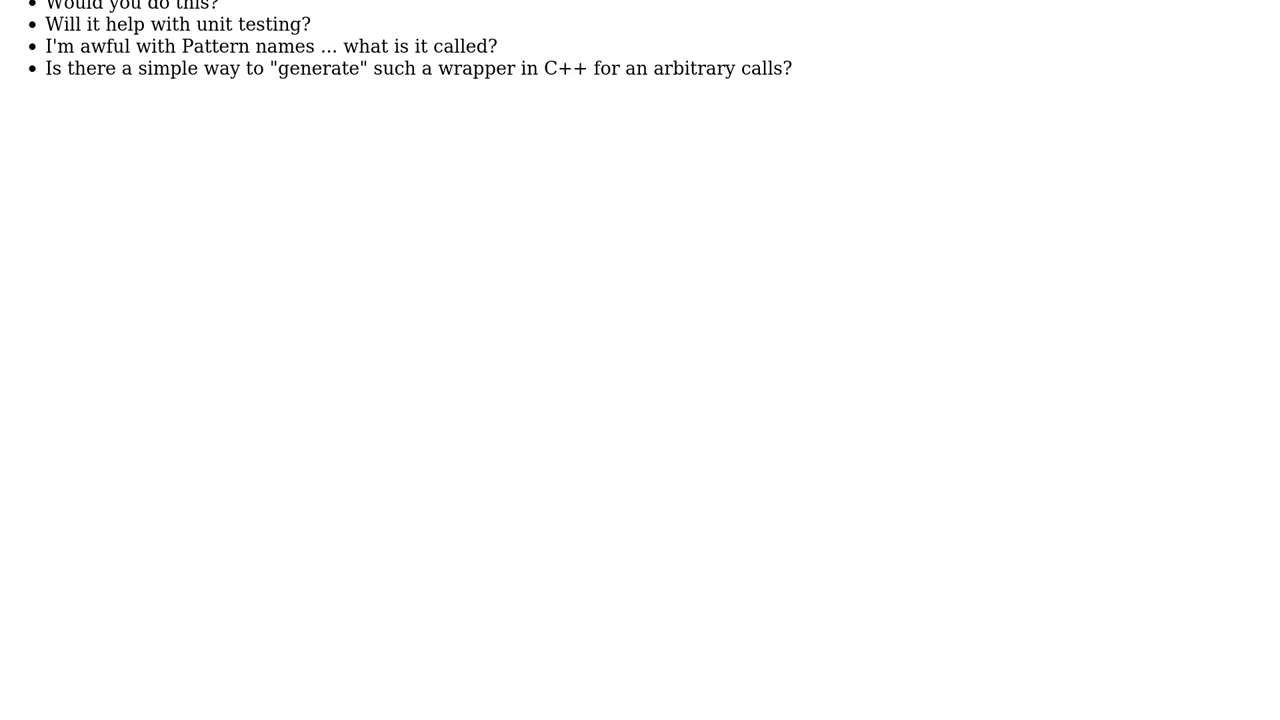 Would you do this?
Will it help with unit testing?
I'm awful with Pattern names ... what is it called?
Is there a simple way to "generate" such a wrapper in C++ for an arbitrary calls?